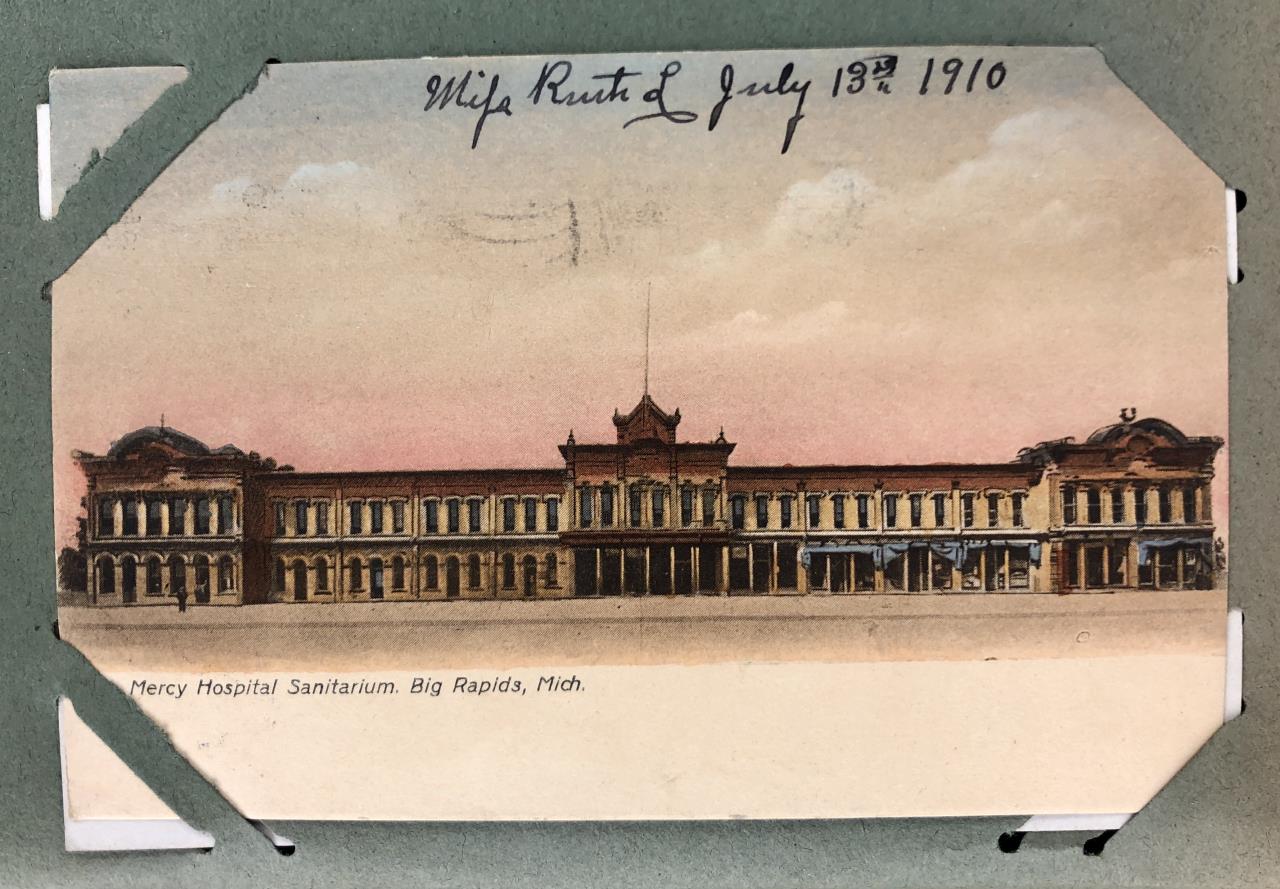 Miss Ruth L July 13th 1910
Mercy Hospital Sanitarium. Big Rapids, Mich.